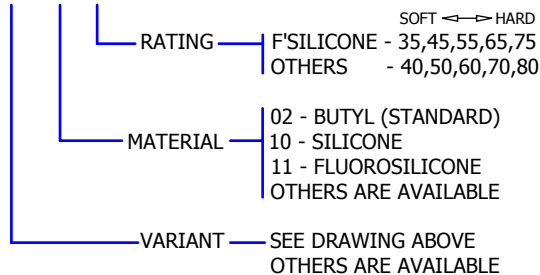 SOFT HARD
RATING F'SILICONE - 35,45,55,65,75
OTHERS - 40,50,60,70,80
02 - BUTYL (STANDARD)
MATERIAL 10 - SILICONE
11 - FLUOROSILICONE
OTHERS ARE AVAILABLE
VARIANT SEE DRAWING ABOVE
OTHERS ARE AVAILABLE